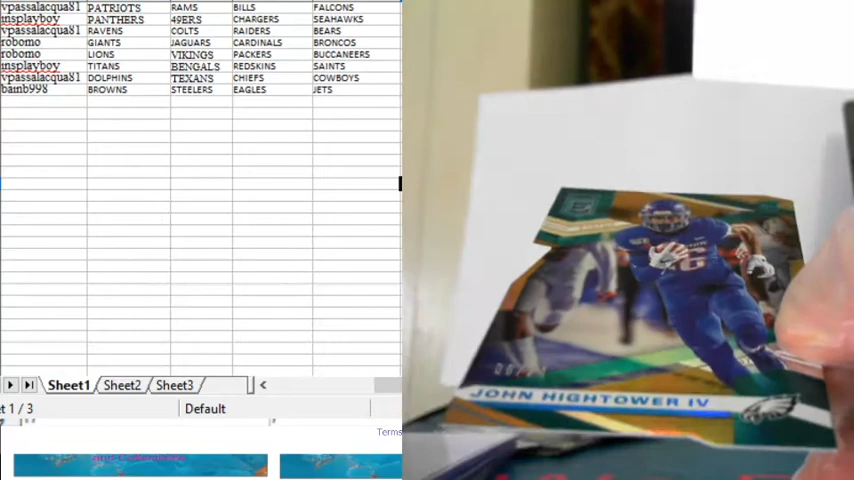 vpassalacqua81 PATRIOTS RAMS BILLS FALCONS
insplayboy PANTHERS 49ERS CHARGERS SEAHAWKS
vpassalacqua81 RAVENS COLTS RAIDERS BEARS
robomo GIANTS JAGUARS CARDINALS BRONCOS
robomo LIONS VIKINGS PACKERS BUCCANEERS
insplayboy TITANS BENGALS REDSKINS SAINTS
vpassalacqua81 DOLPHINS TEXANS CHIEFS COWBOYS
bainb998 BROWNS STEELERS EAGLES JETS
Sheet1 Sheet2 Sheet3
et 1 / 3 Default
Terms
JOHN HIGHTOWER IV